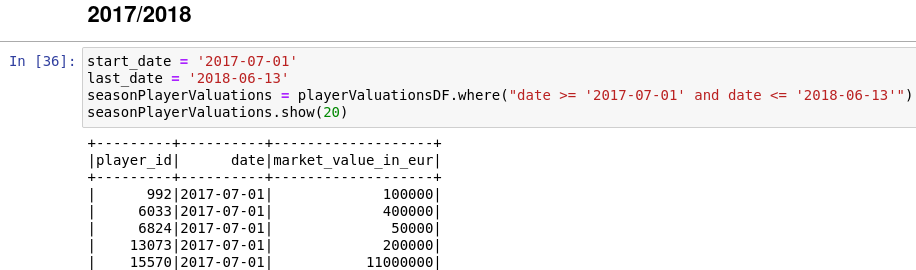 2017/2018
In [36]: start_date = '2017-07-01'
last_date = '2018-06-13'
seasonPlayerValuations = playerValuationsDF.where("date >= '2017-07-01' and date <= '2018-06-13'")
seasonPlayerValuations.show(20)
+---------+----------+-------------------+
|player_id|      date|market_value_in_eur|
+---------+----------+-------------------+
|      992|2017-07-01|             100000|
|     6033|2017-07-01|             400000|
|     6824|2017-07-01|              50000|
|    13073|2017-07-01|             200000|
|    15570|2017-07-01|           11000000|